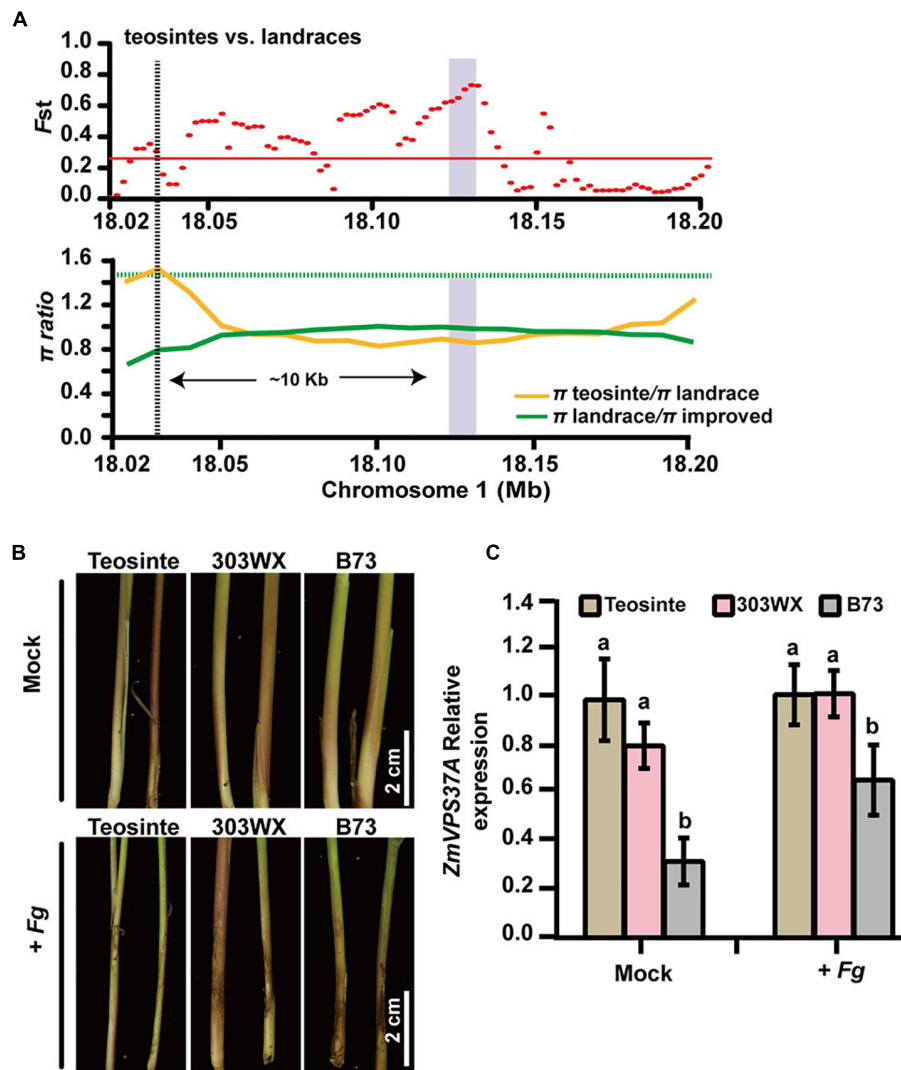 A
teosintes vs. landraces
Fst
1.0
0.8
0.6
0.4
0.2
0.0
18.02 18.05 18.10 18.15 18.20
π ratio
1.6
1.2
0.8
0.4
0.0
~10 Kb
π teosinte/π landrace
π landrace/π improved
18.02 18.05 18.10 18.15 18.20
Chromosome 1 (Mb)
B
Teosinte 303WX B73
Mock
2 cm
Teosinte 303WX B73
+ Fg
2 cm
C
ZmVPS37A Relative
expression
1.4
1.2
1.0
0.8
0.6
0.4
0.2
0.0
Teosinte 303WX B73
a a b
a a b
Mock + Fg